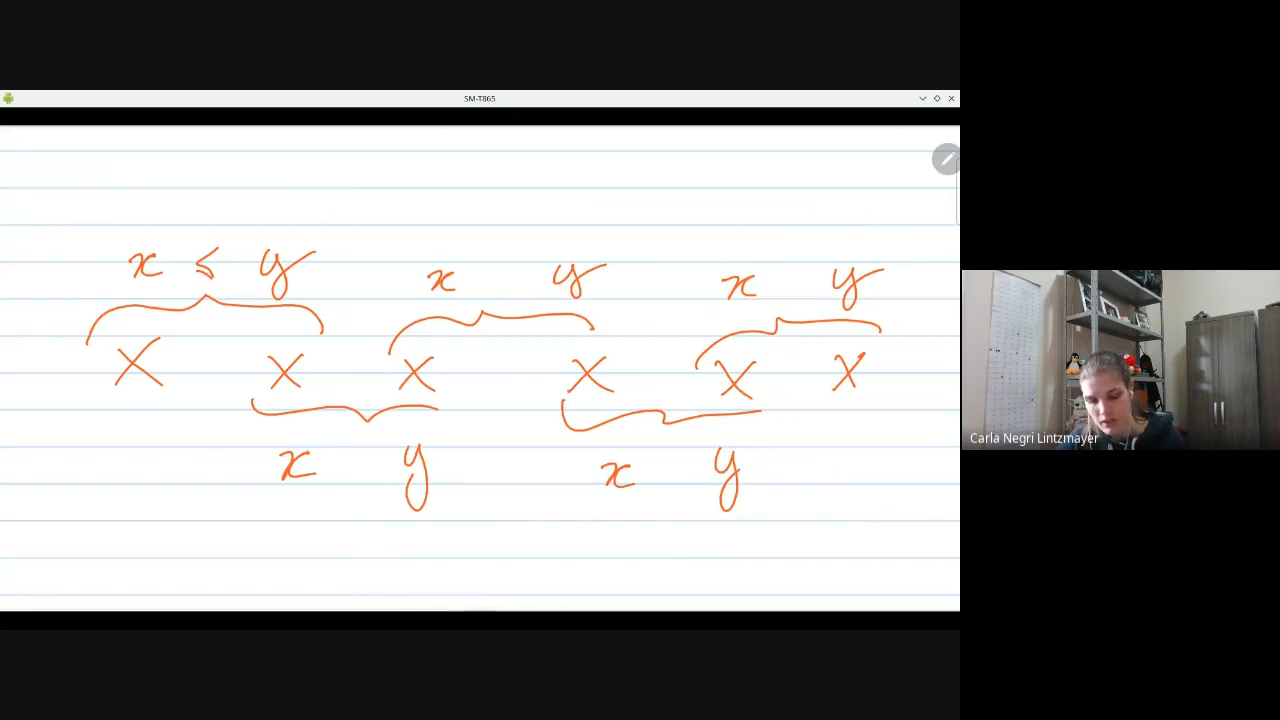 SM-T865
x ≤ y x y x y
X X X X X X
x y x y
Carla Negri Lintzmayer